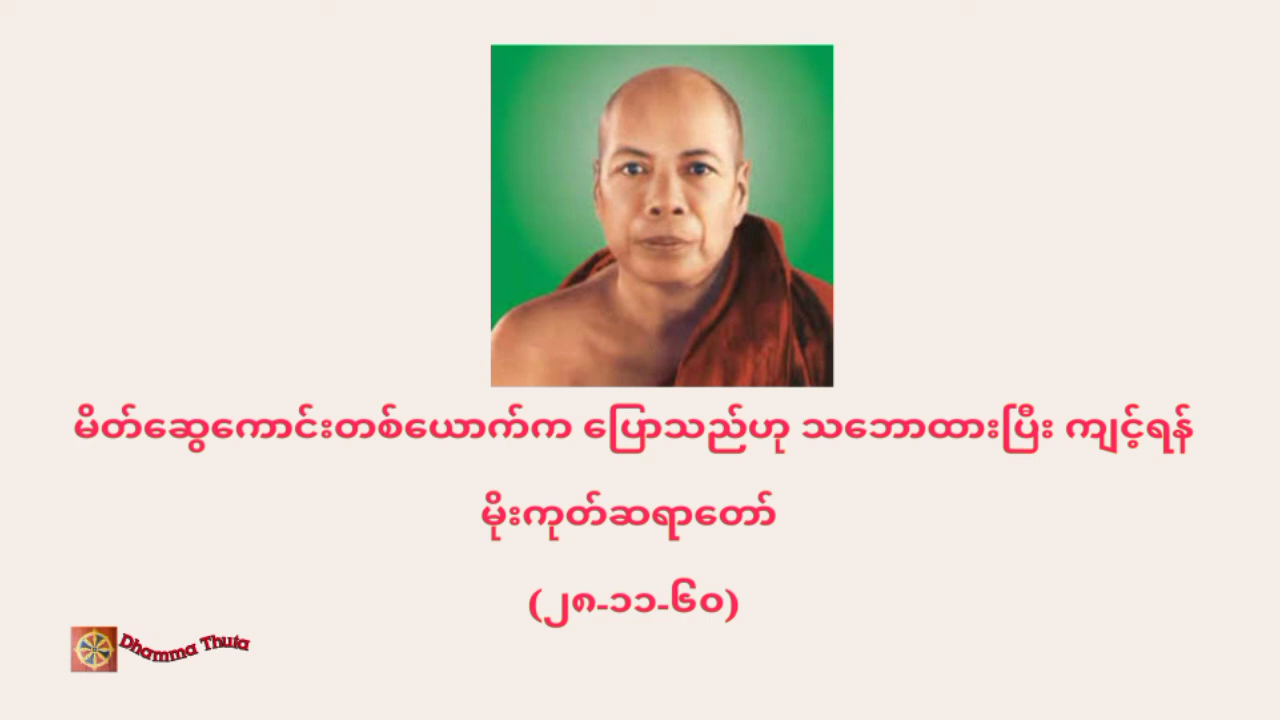 မိတ်ဆွေကောင်းတစ်ယောက်က ပြောသည်ဟု သဘောထားပြီး ကျင့်ရန်
မိုးကုတ်ဆရာတော်
(၂၈-၁၁-၆၀)
Dhamma Thuta